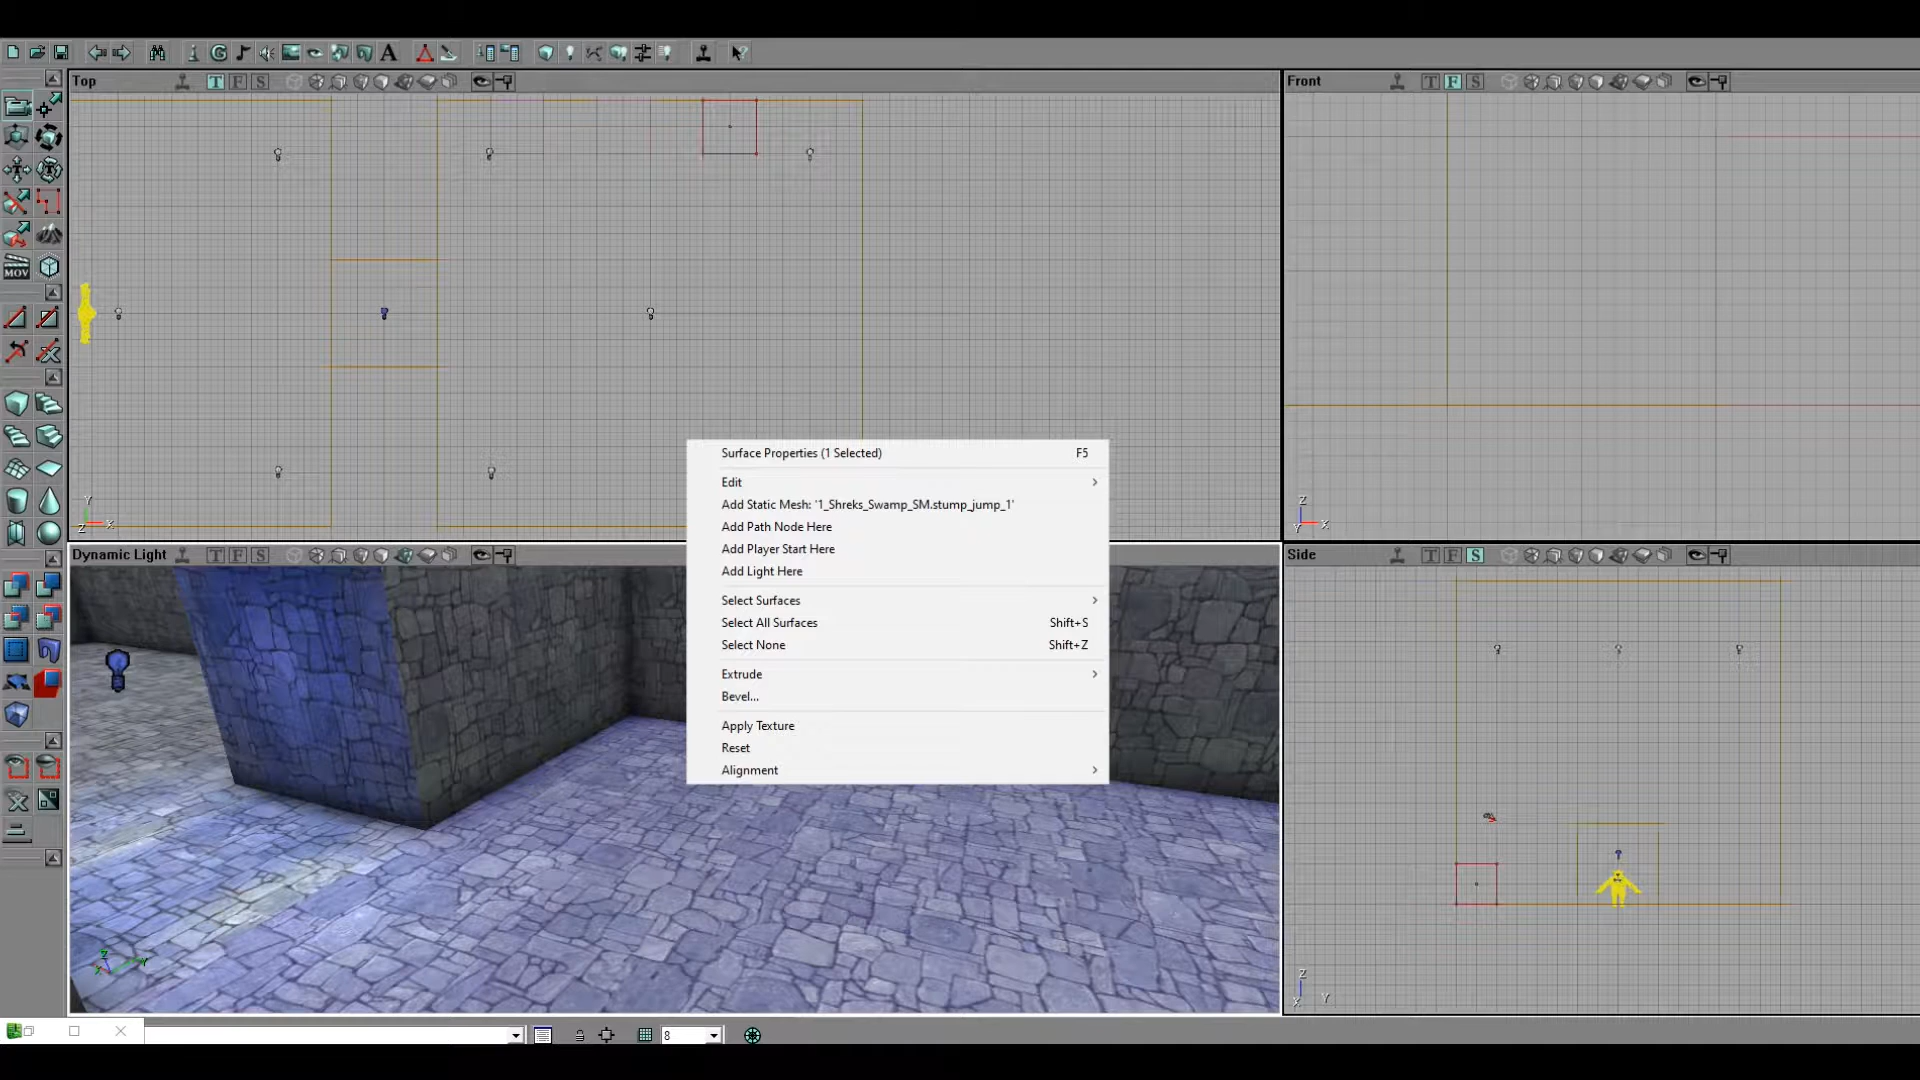 Top
T F S
Front
T F S
MOV
Y
Z X
Z
Y X
Surface Properties (1 Selected) F5
Edit
Add Static Mesh: '1_Shreks_Swamp_SM.stump_jump_1'
Add Path Node Here
Add Player Start Here
Add Light Here
Select Surfaces
Select All Surfaces Shift+S
Select None Shift+Z
Extrude
Bevel...
Apply Texture
Reset
Alignment
Dynamic Light
T F S
Side
T F S
Z
X Y
Z
X Y
8